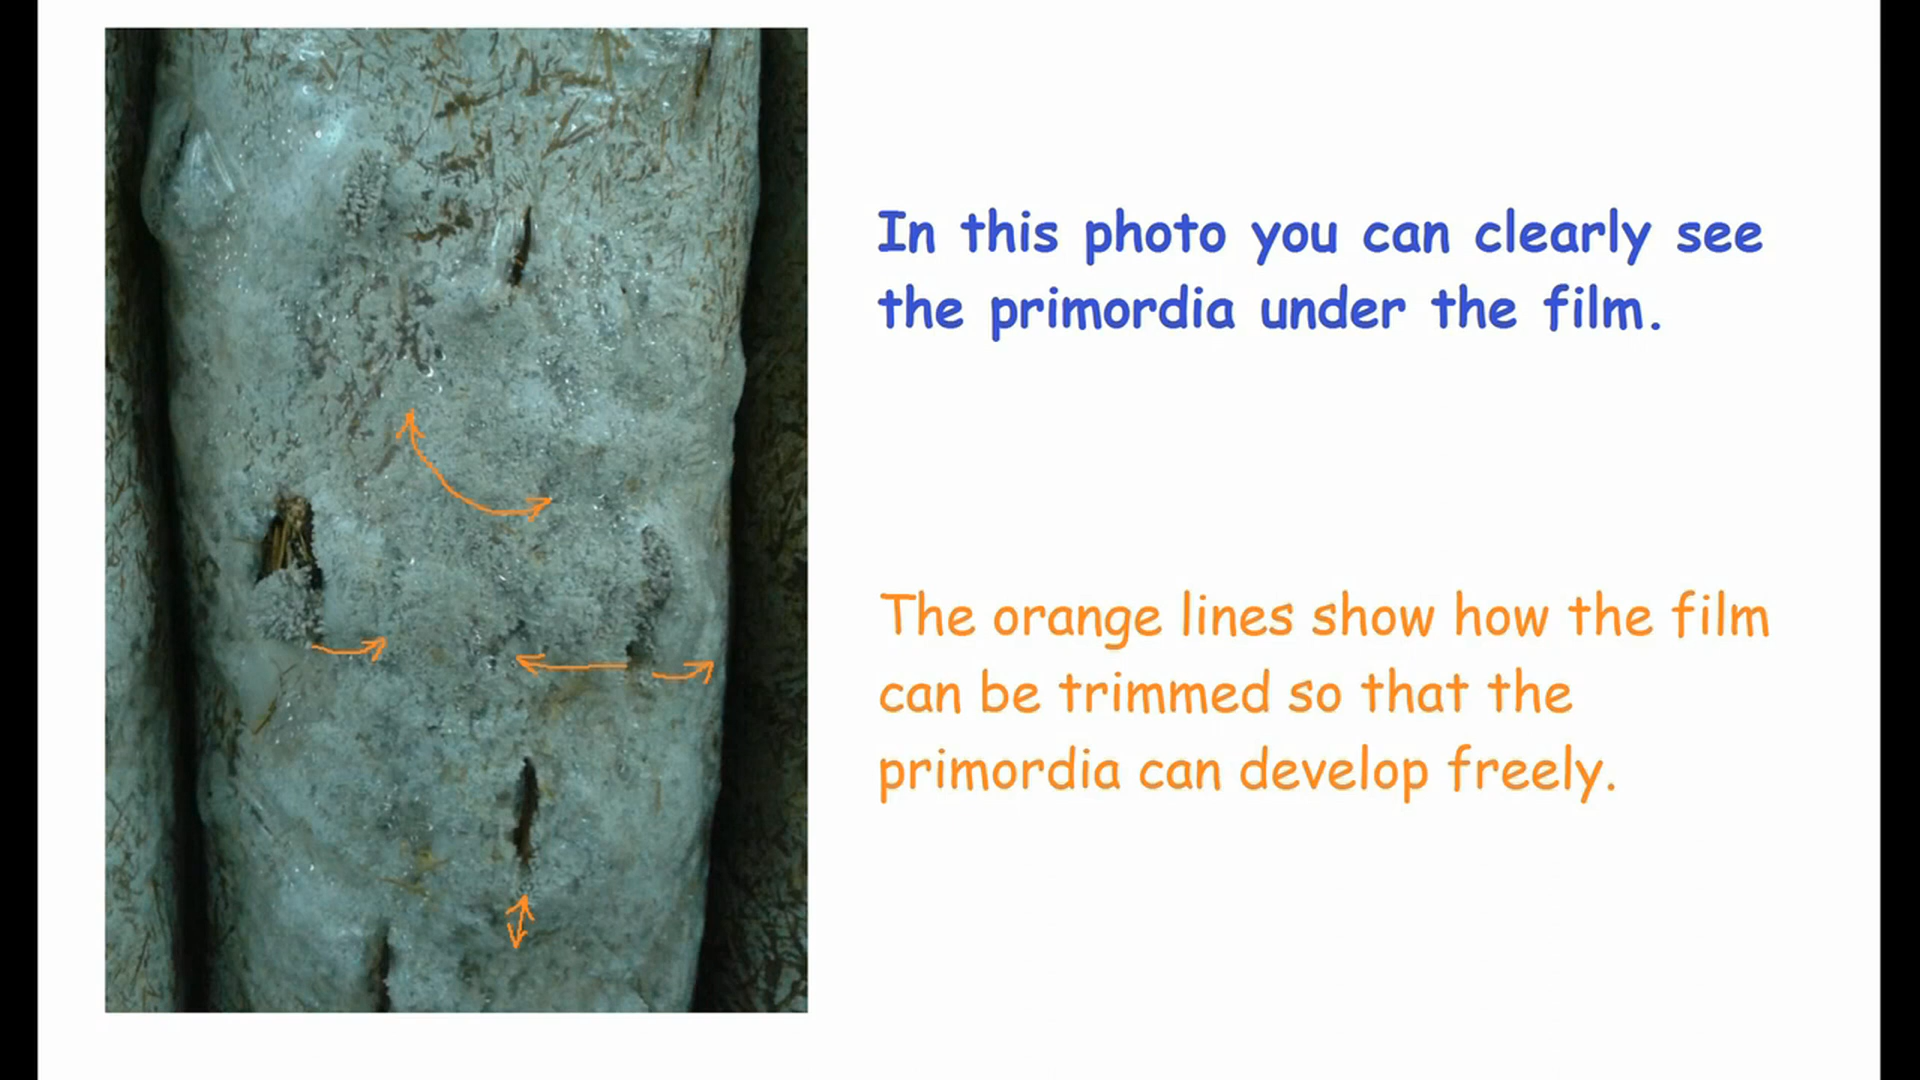 In this photo you can clearly see
the primordia under the film.
The orange lines show how the film
can be trimmed so that the
primordia can develop freely.